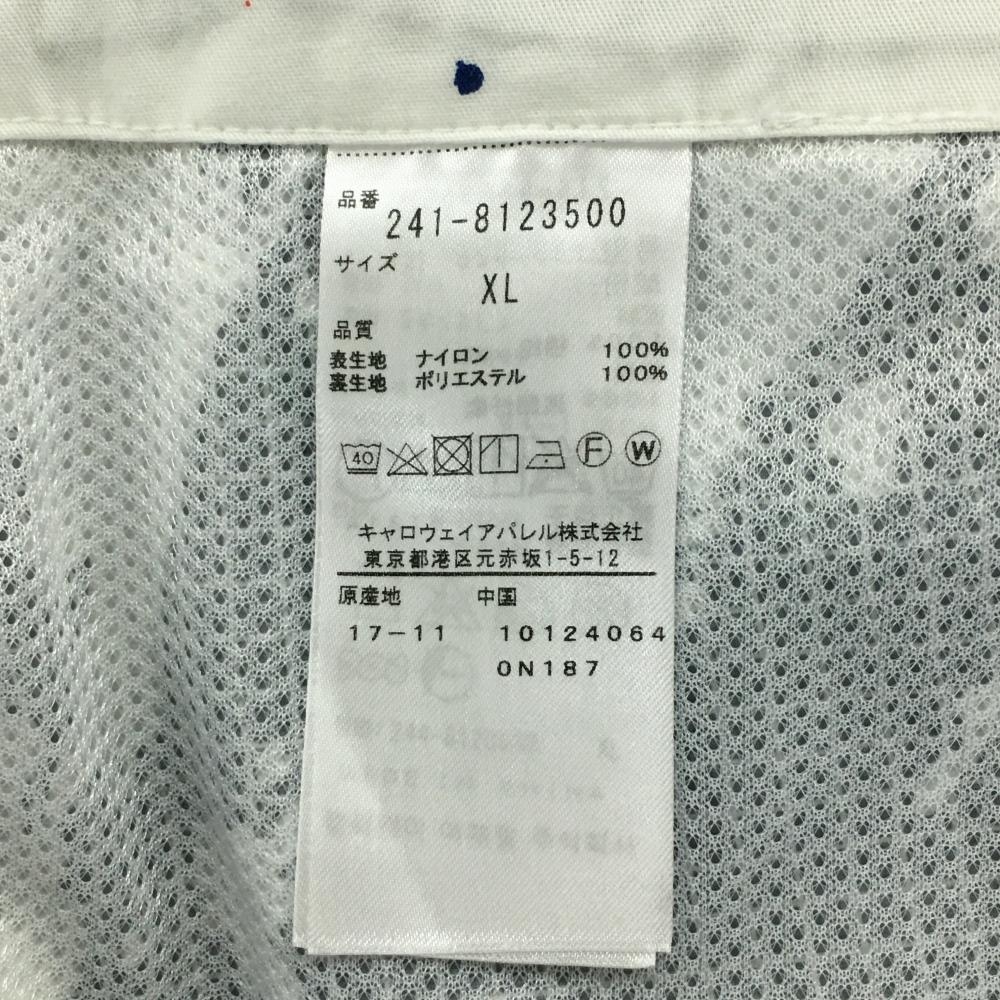 品番
241-8123500
サイズ
XL
品質
表生地 ナイロン 100%
裏生地 ポリエステル 100%
40 F W
キャロウェイアパレル株式会社
東京都港区元赤坂1-5-12
原産地 中国
17-11 10124064
0N187